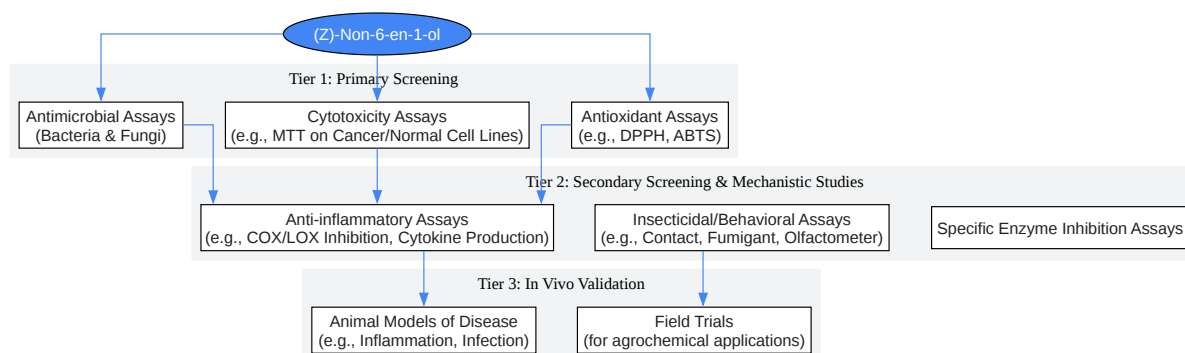 (Z)-Non-6-en-1-ol
Tier 1: Primary Screening
Antimicrobial Assays
(Bacteria & Fungi)
Cytotoxicity Assays
(e.g., MTT on Cancer/Normal Cell Lines)
Antioxidant Assays
(e.g., DPPH, ABTS)
Tier 2: Secondary Screening & Mechanistic Studies
Anti-inflammatory Assays
(e.g., COX/LOX Inhibition, Cytokine Production)
Insecticidal/Behavioral Assays
(e.g., Contact, Fumigant, Olfactometer)
Specific Enzyme Inhibition Assays
Tier 3: In Vivo Validation
Animal Models of Disease
(e.g., Inflammation, Infection)
Field Trials
(for agrochemical applications)